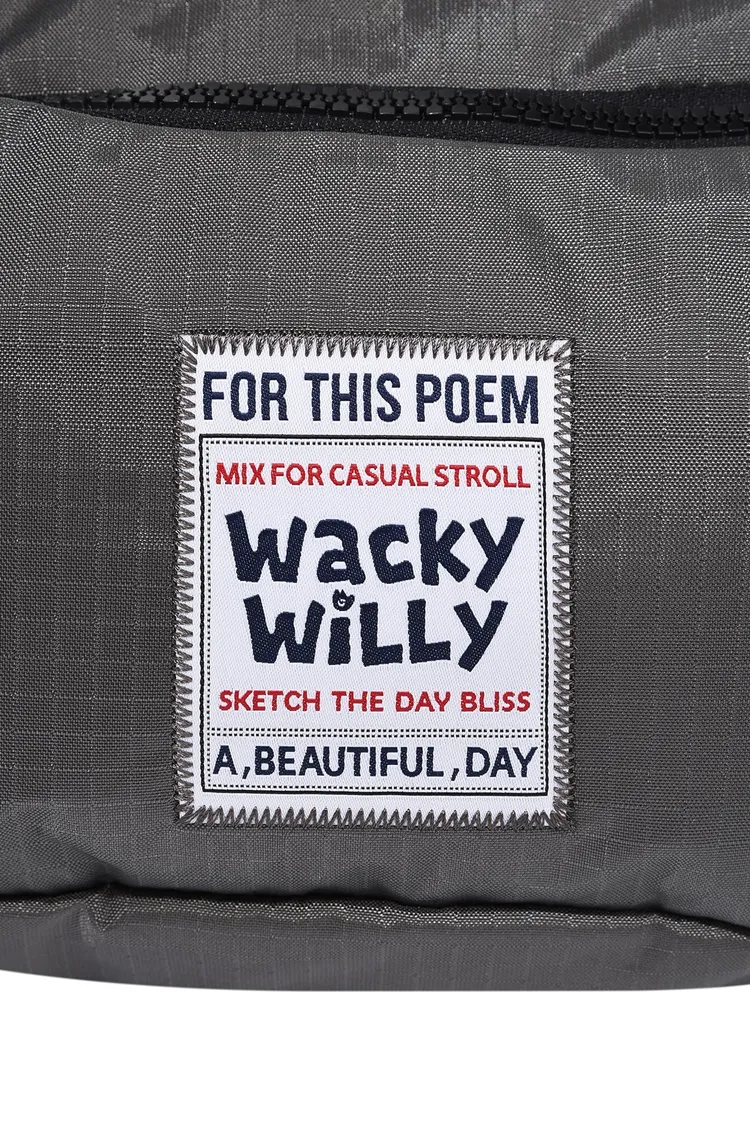 FOR THIS POEM
MIX FOR CASUAL STROLL
Wacky
WiLLy
SKETCH THE DAY BLISS
A,BEAUTIFUL,DAY